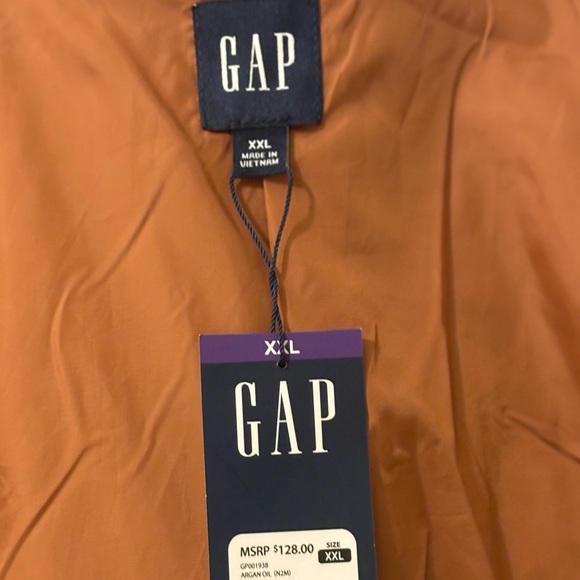 GAP
XXL
MADE IN
VIETNAM
XXL
GAP
MSRP $128.00
SIZE
XXL
GP001938
ARGAN OIL (N2M)